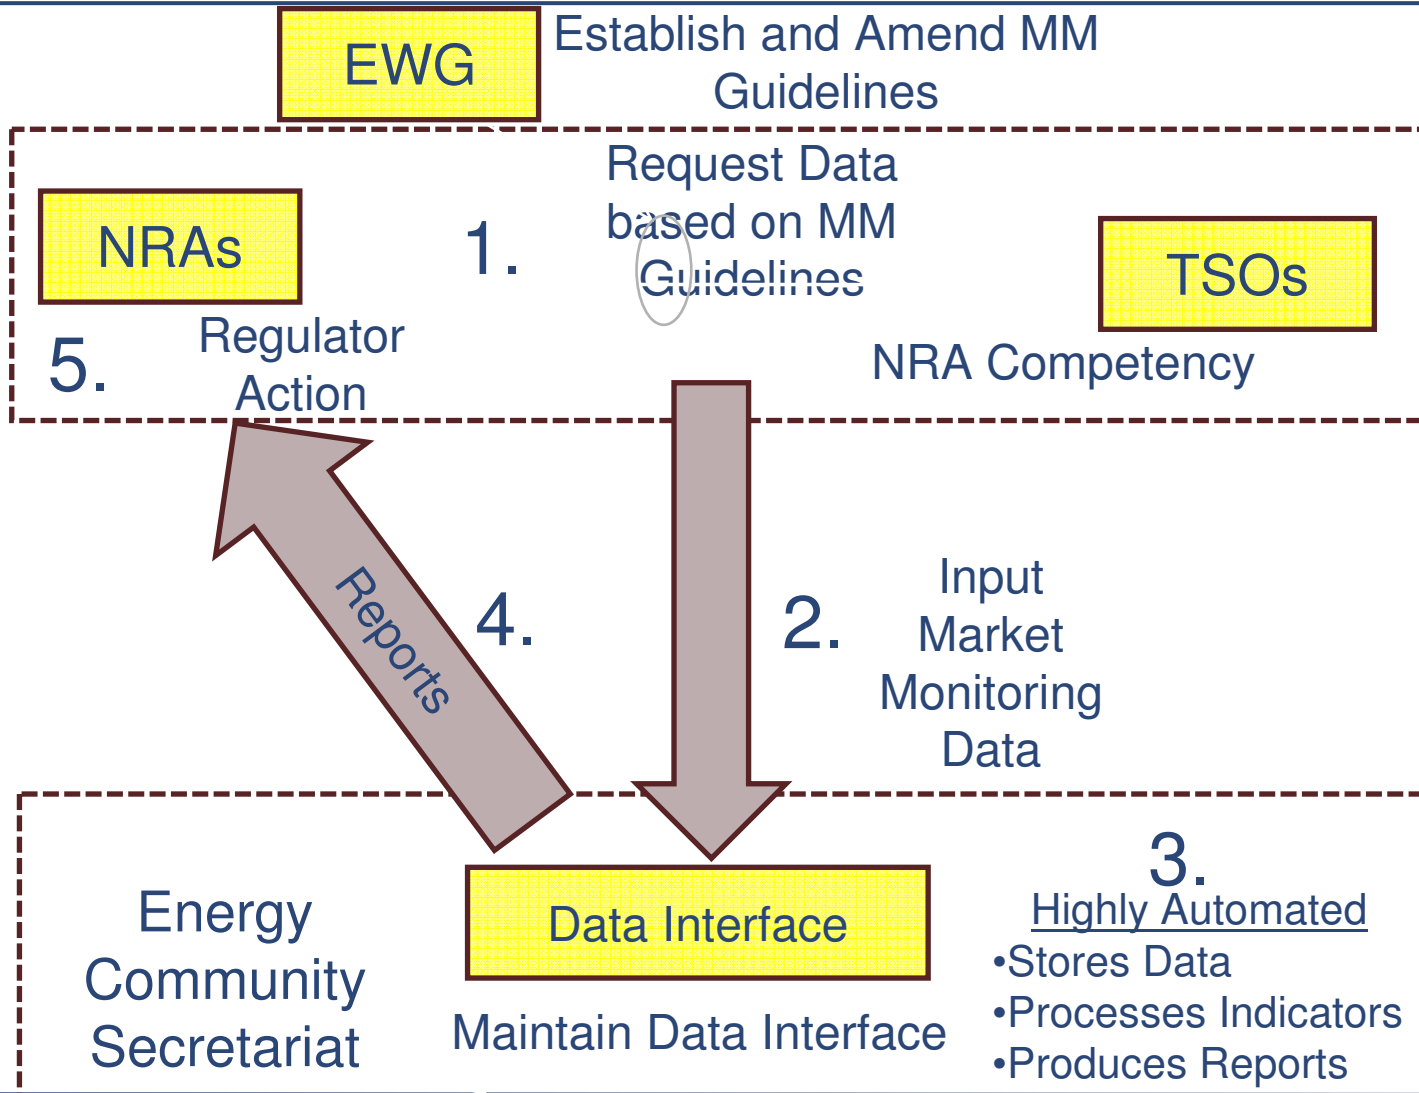 EWG
Establish and Amend MM
Guidelines
Request Data
based on MM
Guidelines
NRAs
1.
TSOs
5.
Regulator
Action
NRA Competency
Reports
4.
2.
Input
Market
Monitoring
Data
Energy
Community
Secretariat
Data Interface
Maintain Data Interface
3.
Highly Automated
•Stores Data
•Processes Indicators
•Produces Reports